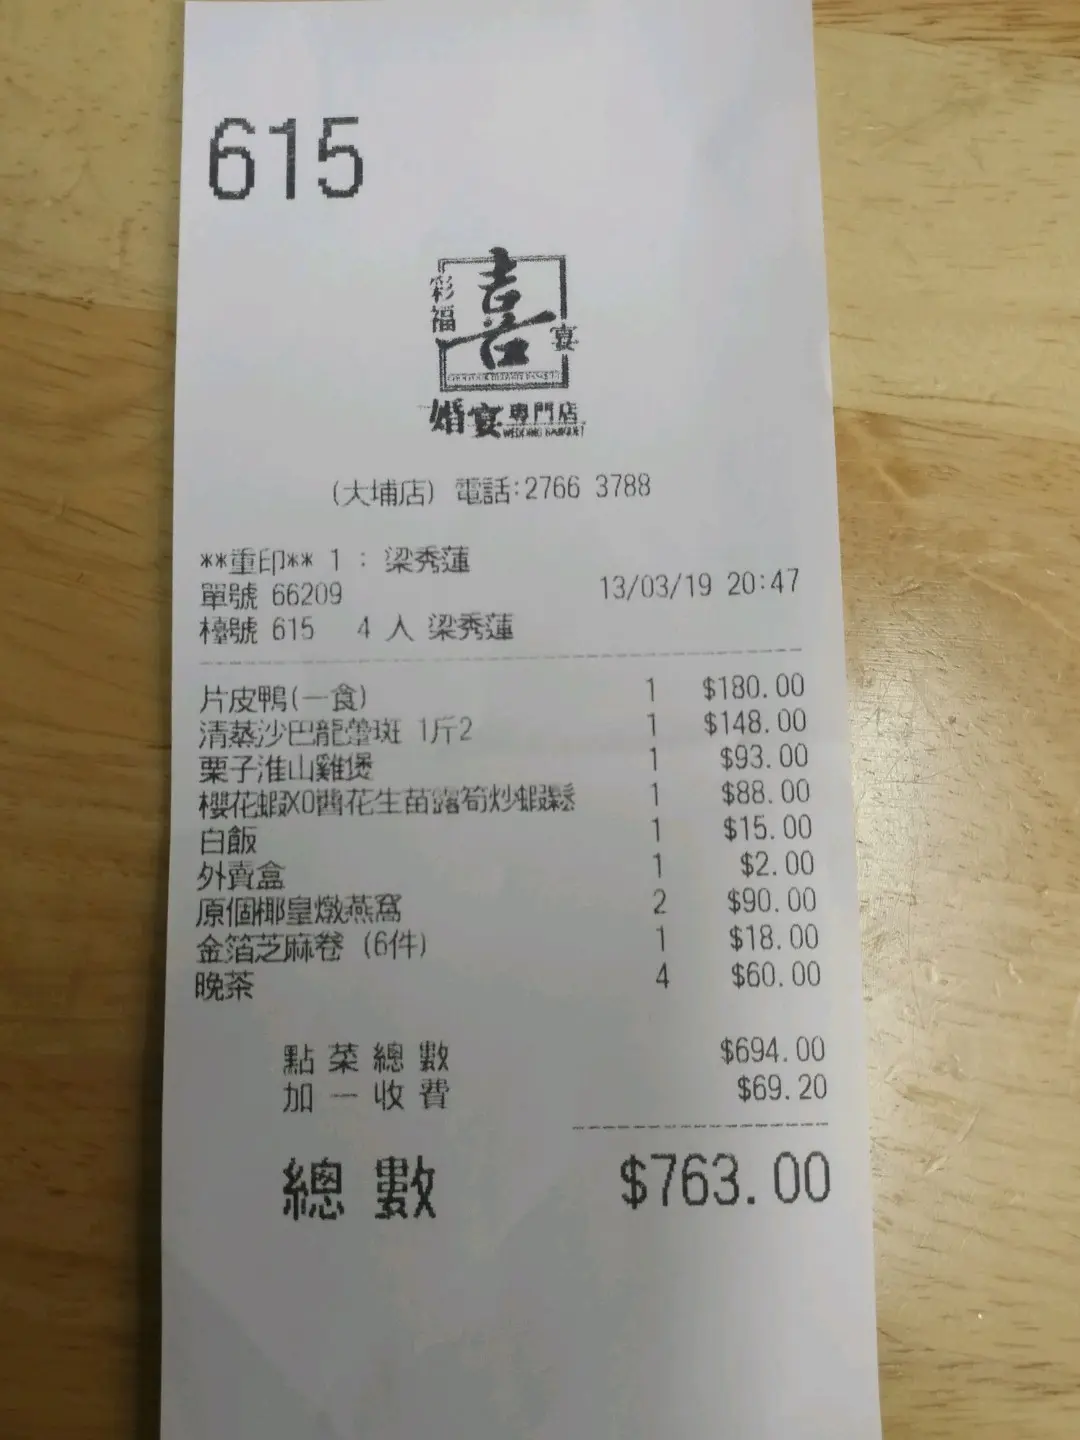 615
彩福
喜
宴
婚宴專門店
WEDDING BANQUET
(大埔店) 電話:2766 3788
**重印** 1 : 梁秀蓮
單號 66209 13/03/19 20:47
檯號 615 4 人 梁秀蓮
片皮鴨(一食) 1 $180.00
清蒸沙巴龍躉斑 1斤2 1 $148.00
栗子淮山雞煲 1 $93.00
櫻花蝦XO醬花生苗露筍炒蝦鬆 1 $88.00
白飯 1 $15.00
外賣盒 1 $2.00
原個椰皇燉燕窩 2 $90.00
金箔芝麻卷 (6件) 1 $18.00
晚茶 4 $60.00
點菜總數 $694.00
加一收費 $69.20
總數 $763.00